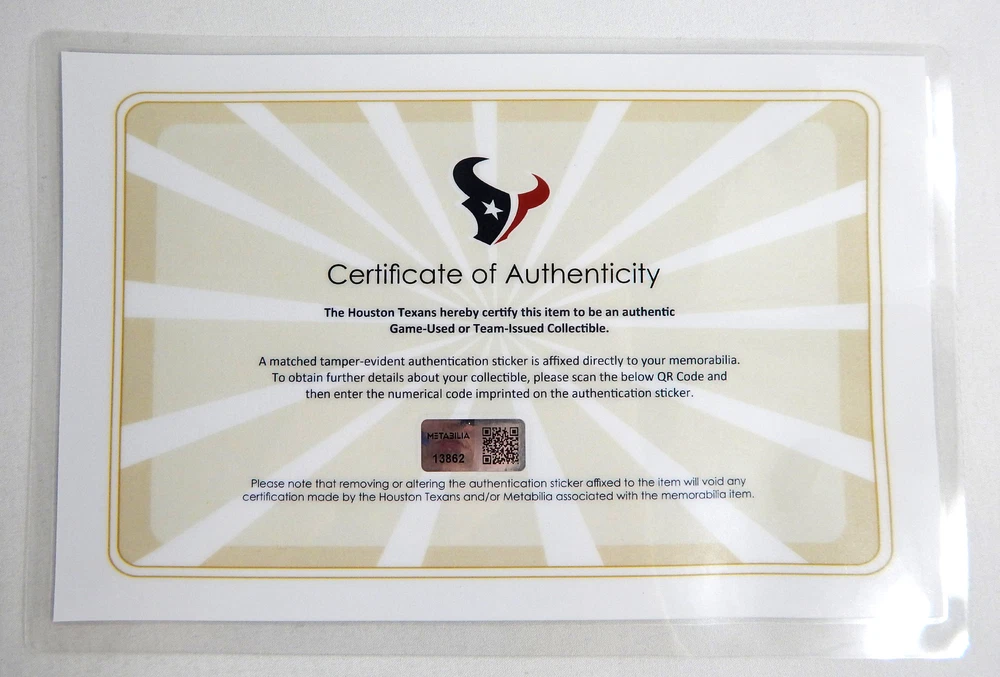 Certificate of Authenticity
The Houston Texans hereby certify this item to be an authentic
Game-Used or Team-Issued Collectible.
A matched tamper-evident authentication sticker is affixed directly to your memorabilia.
To obtain further details about your collectible, please scan the below QR Code and
then enter the numerical code imprinted on the authentication sticker.
METABILIA
13862
Please note that removing or altering the authentication sticker affixed to the item will void any
certification made by the Houston Texans and/or Metabilia associated with the memorabilia item.